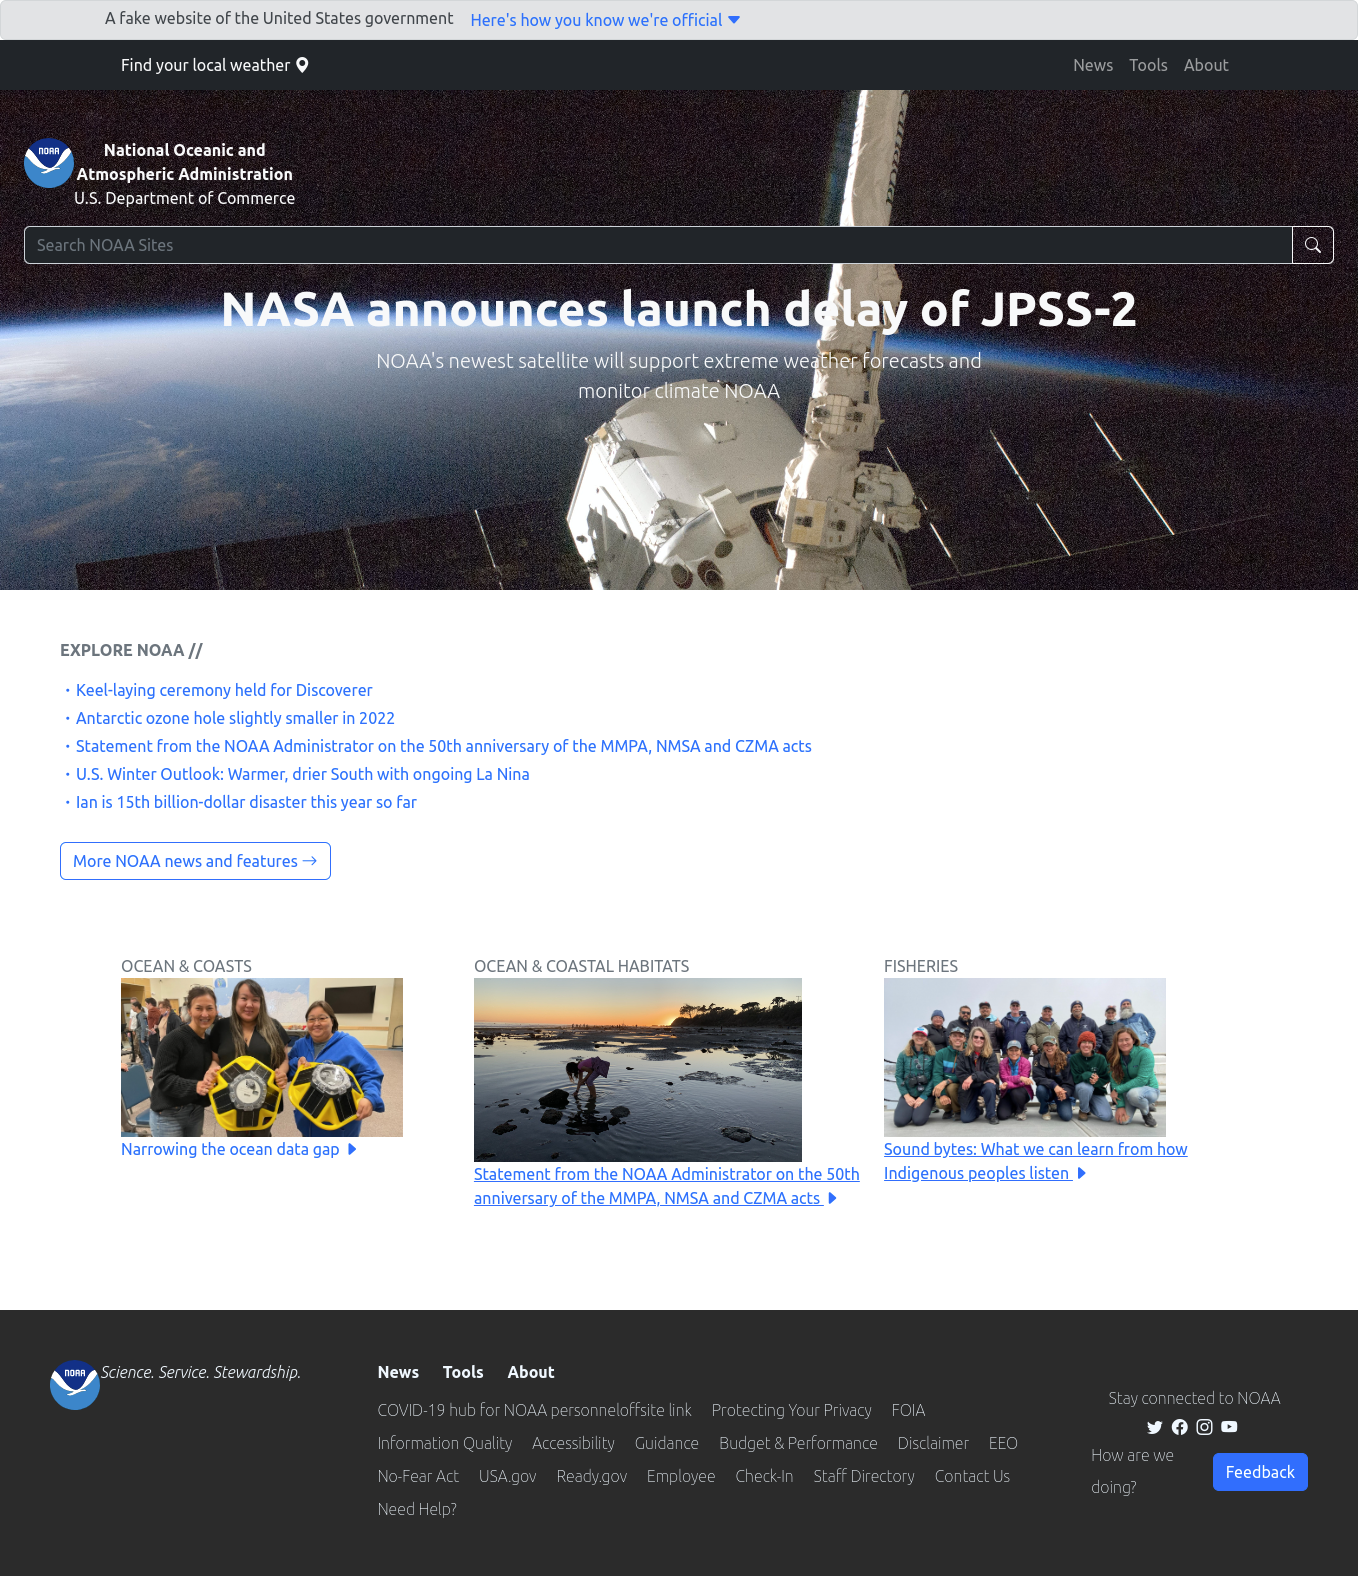 A fake website of the United States government Here's how you know we're official
Find your local weather News Tools About
NOAA
National Oceanic and
Atmospheric Administration
U.S. Department of Commerce
Search NOAA Sites
NASA announces launch delay of JPSS-2
NOAA's newest satellite will support extreme weather forecasts and
monitor climate NOAA
EXPLORE NOAA //
· Keel-laying ceremony held for Discoverer
· Antarctic ozone hole slightly smaller in 2022
· Statement from the NOAA Administrator on the 50th anniversary of the MMPA, NMSA and CZMA acts
· U.S. Winter Outlook: Warmer, drier South with ongoing La Nina
· Ian is 15th billion-dollar disaster this year so far
More NOAA news and features →
OCEAN & COASTS
Narrowing the ocean data gap
OCEAN & COASTAL HABITATS
Statement from the NOAA Administrator on the 50th
anniversary of the MMPA, NMSA and CZMA acts
FISHERIES
Sound bytes: What we can learn from how
Indigenous peoples listen
NOAA
Science. Service. Stewardship.
News Tools About
COVID-19 hub for NOAA personneloffsite link Protecting Your Privacy FOIA
Information Quality Accessibility Guidance Budget & Performance Disclaimer EEO
No-Fear Act USA.gov Ready.gov Employee Check-In Staff Directory Contact Us
Need Help?
Stay connected to NOAA
How are we
doing?
Feedback